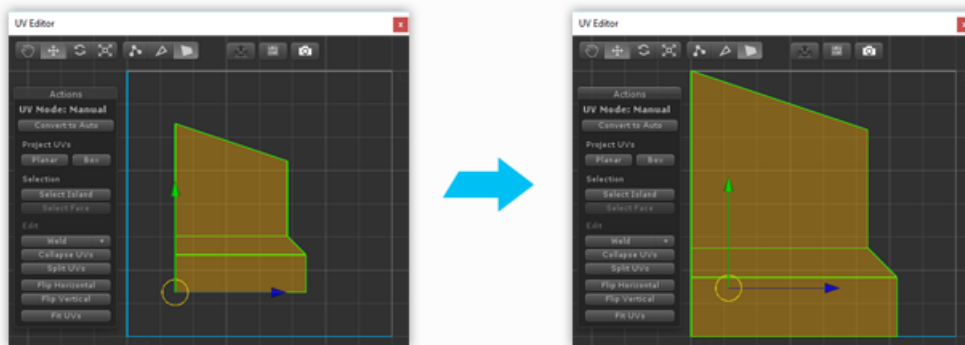 UV Editor
x
Actions
UV Mode: Manual
Convert to Auto
Project UVs
Planar Box
Selection
Select Island
Select Face
Edit
Weld +
Collapse UVs
Split UVs
Flip Horizontal
Flip Vertical
Fit UVs
UV Editor
x
Actions
UV Mode: Manual
Convert to Auto
Project UVs
Planar Box
Selection
Select Island
Select Face
Edit
Weld +
Collapse UVs
Split UVs
Flip Horizontal
Flip Vertical
Fit UVs